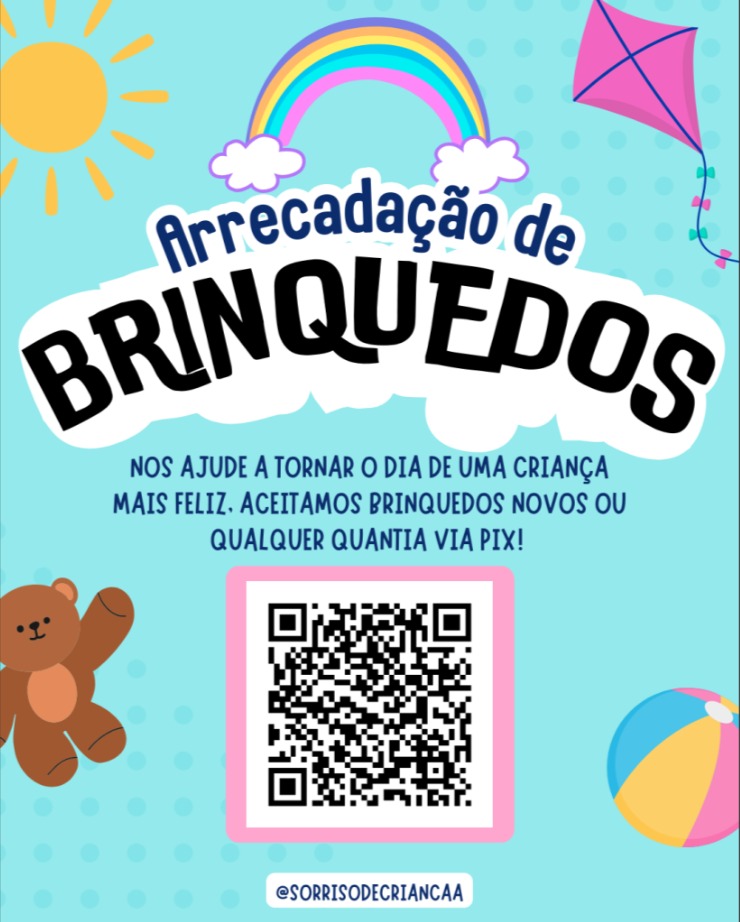 Arrecadação de
BRINQUEDOS
NOS AJUDE A TORNAR O DIA DE UMA CRIANÇA
MAIS FELIZ. ACEITAMOS BRINQUEDOS NOVOS OU
QUALQUER QUANTIA VIA PIX!
@SORRISODECRIANCAA